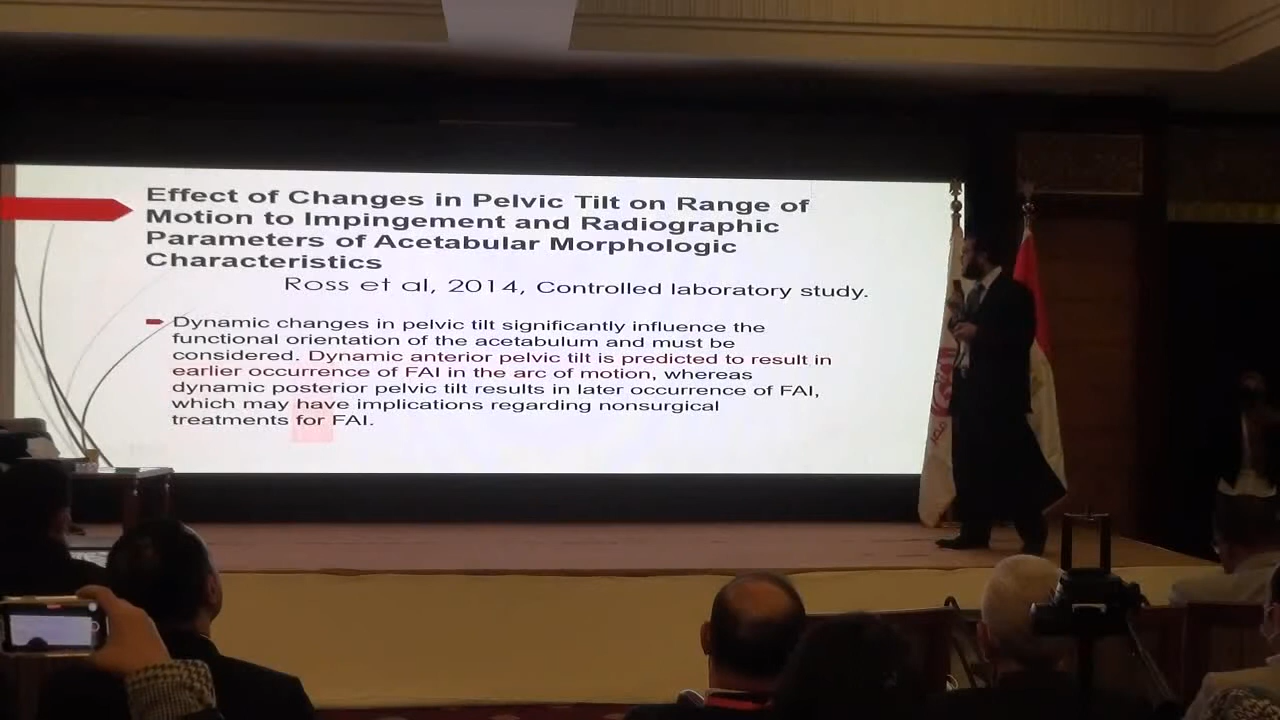 Effect of Changes in Pelvic Tilt on Range of
Motion to Impingement and Radiographic
Parameters of Acetabular Morphologic
Characteristics
Ross et al, 2014, Controlled laboratory study.
Dynamic changes in pelvic tilt significantly influence the
functional orientation of the acetabulum and must be
considered. Dynamic anterior pelvic tilt is predicted to result in
earlier occurrence of FAI in the arc of motion, whereas
dynamic posterior pelvic tilt results in later occurrence of FAI,
which may have implications regarding nonsurgical
treatments for FAI.